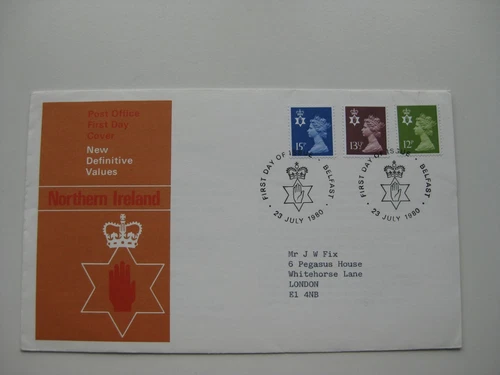 Post Office
First Day
Cover
New
Definitive
Values
Northern Ireland
15P
13½P
12P
FIRST DAY OF ISSUE · BELFAST ·
23 JULY 1980
FIRST DAY OF ISSUE · BELFAST ·
23 JULY 1980
Mr J W Fix
6 Pegasus House
Whitehorse Lane
LONDON
E1 4NB